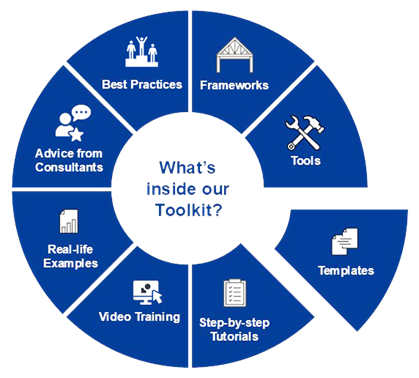 What's
inside our
Toolkit?
Best Practices
Frameworks
Tools
Templates
Step-by-step
Tutorials
Video Training
Real-life
Examples
Advice from
Consultants